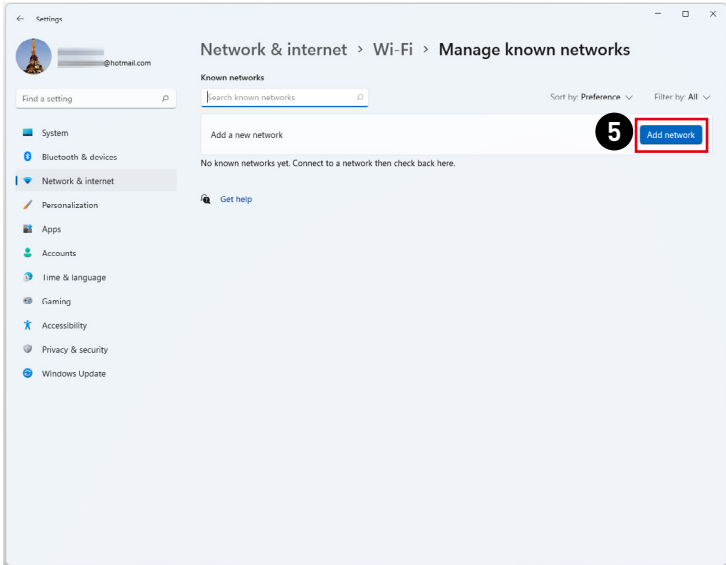 Settings
@hotmail.com
Find a setting
System
Bluetooth & devices
Network & internet
Personalization
Apps
Accounts
Time & language
Gaming
Accessibility
Privacy & security
Windows Update
Network & internet > Wi-Fi > Manage known networks
Known networks
Search known networks
Sort by: Preference
Filter by: All
Add a new network
5
Add network
No known networks yet. Connect to a network then check back here.
Get help